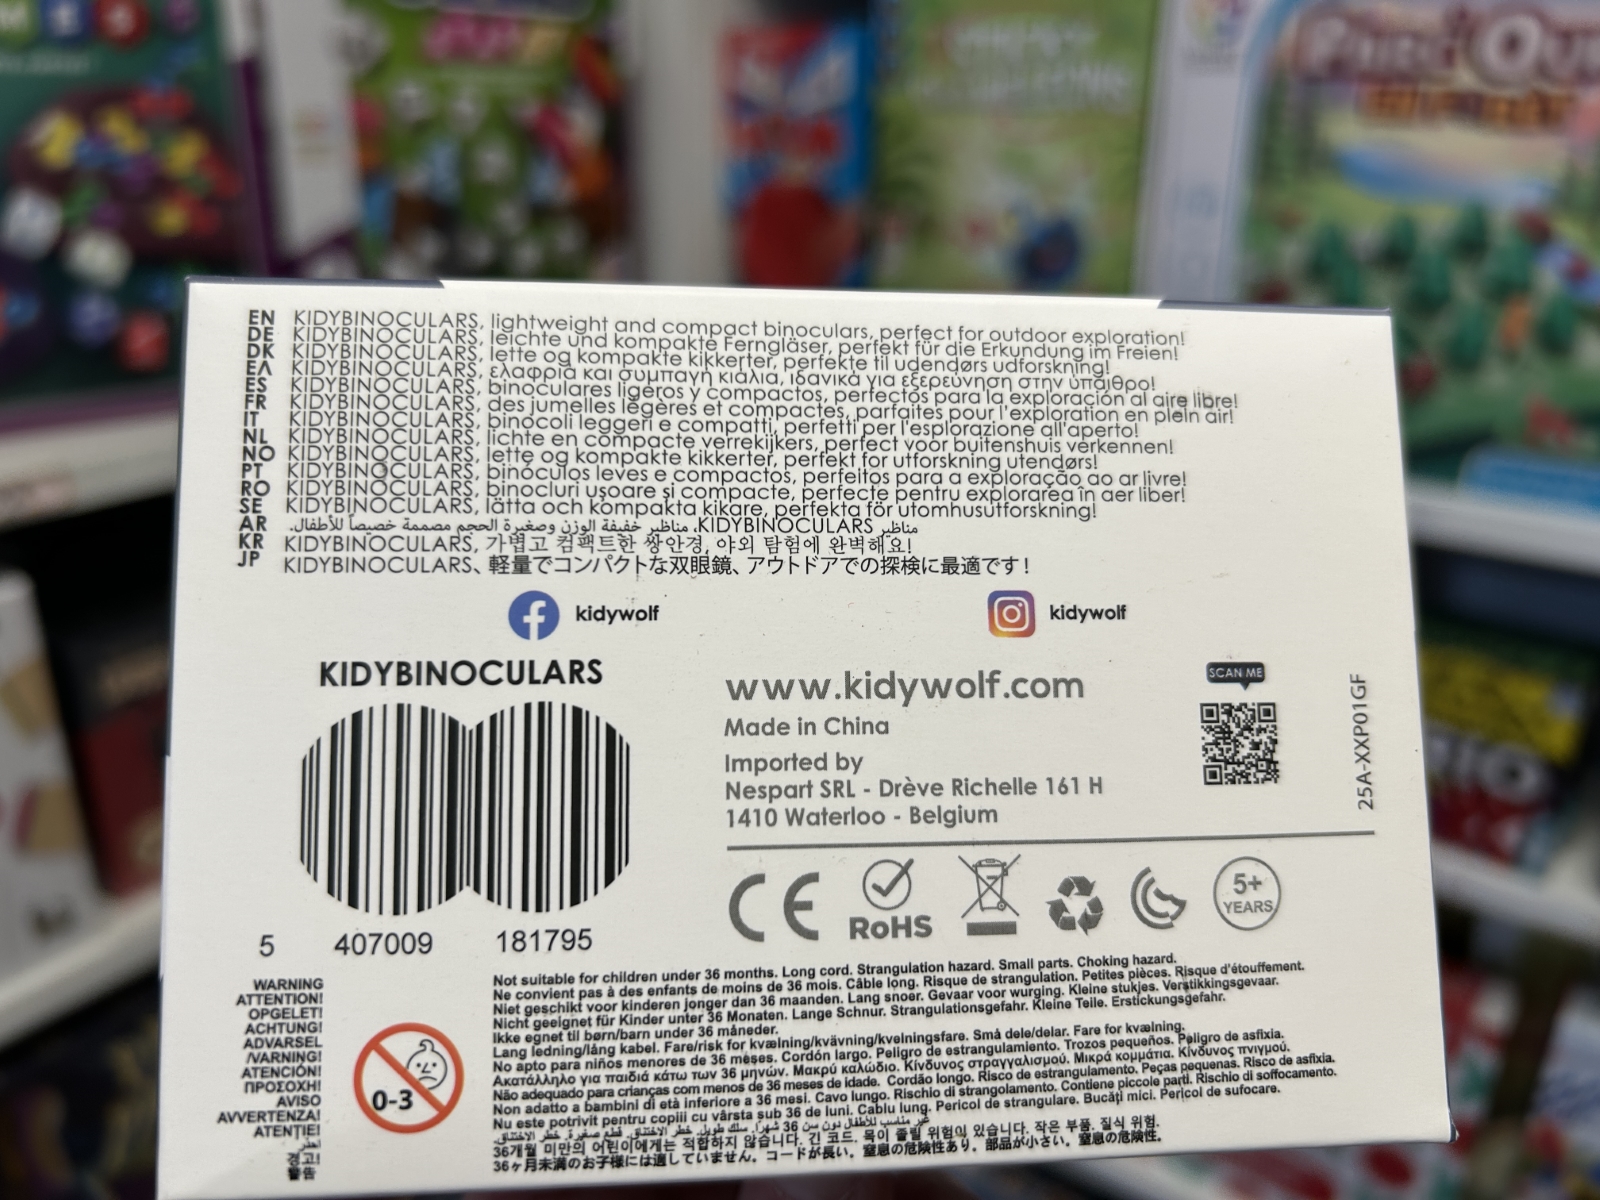 EN KIDYBINOCULARS, lightweight and compact binoculars, perfect for outdoor exploration!
DE KIDYBINOCULARS, leichte und kompakte Ferngläser, perfekt für die Erkundung im Freien!
DK KIDYBINOCULARS, lette og kompakte kikkerter, perfekte til udendørs udforskning!
ΕΛ KIDYBINOCULARS, ελαφριά και συμπαγή κιάλια, ιδανικά για εξερεύνηση στην ύπαιθρο!
ES KIDYBINOCULARS, binoculares ligeros y compactos, perfectos para la exploración al aire libre!
FR KIDYBINOCULARS, des jumelles légères et compactes, parfaites pour l'exploration en plein air!
IT KIDYBINOCULARS, binocoli leggeri e compatti, perfetti per l'esplorazione all'aperto!
NL KIDYBINOCULARS, lichte en compacte verrekijkers, perfect voor buitenshuis verkennen!
NO KIDYBINOCULARS, lette og kompakte kikkerter, perfekt for utforskning utendørs!
PT KIDYBINOCULARS, binóculos leves e compactos, perfeitos para a exploração ao ar livre!
RO KIDYBINOCULARS, binocluri ușoare și compacte, perfecte pentru explorarea în aer liber!
SE KIDYBINOCULARS, lätta och kompakta kikare, perfekta för utomhusutforskning!
AR مناظير KIDYBINOCULARS، مناظير خفيفة الوزن وصغيرة الحجم مصممة خصيصاً للأطفال.
KR KIDYBINOCULARS, 가볍고 컴팩트한 쌍안경, 야외 탐험에 완벽해요!
JP KIDYBINOCULARS、軽量でコンパクトな双眼鏡、アウトドアでの探検に最適です!
kidywolf
kidywolf
KIDYBINOCULARS
5 407009 181795
www.kidywolf.com
Made in China
Imported by
Nespart SRL - Drève Richelle 161 H
1410 Waterloo - Belgium
SCAN ME
25A-XXP01GF
CE
RoHS
5+
YEARS
WARNING
ATTENTION!
OPGELET!
ACHTUNG!
ADVARSEL
/VARNING!
ATENCIÓN!
ΠΡΟΣΟΧΗ!
AVISO
AVVERTENZA!
ATENȚIE!
경고!
警告
0-3
Not suitable for children under 36 months. Long cord. Strangulation hazard. Small parts. Choking hazard.
Ne convient pas à des enfants de moins de 36 mois. Câble long. Risque de strangulation. Petites pièces. Risque d'étouffement.
Niet geschikt voor kinderen jonger dan 36 maanden. Lang snoer. Gevaar voor wurging. Kleine stukjes. Verstikkingsgevaar.
Nicht geeignet für Kinder unter 36 Monaten. Lange Schnur. Strangulationsgefahr. Kleine Teile. Erstickungsgefahr.
Ikke egnet til børn/barn under 36 måneder.
Lang ledning/lång kabel. Fare/risk for kvælning/kvävning/kvelningsfare. Små dele/delar. Fare for kvælning.
No apto para niños menores de 36 meses. Cordón largo. Peligro de estrangulamiento. Trozos pequeños. Peligro de asfixia.
Ακατάλληλο για παιδιά κάτω των 36 μηνών. Μακρύ καλώδιο. Κίνδυνος στραγγαλισμού. Μικρά κομμάτια. Κίνδυνος πνιγμού.
Não adequado para crianças com menos de 36 meses de idade. Cordão longo. Risco de estrangulamento. Peças pequenas. Risco de asfixia.
Non adatto a bambini di età inferiore a 36 mesi. Cavo lungo. Rischio di strangolamento. Contiene piccole parti. Rischio di soffocamento.
Nu este potrivit pentru copiii cu vârsta sub 36 de luni. Cablu lung. Pericol de strangulare. Bucăți mici. Pericol de sufocare.
غير مناسب للأطفال دون سن 36 شهرا. سلك طويل. خطر الاختناق. قطع صغيرة. خطر الاختناق.
36개월 미만의 어린이에게는 적합하지 않습니다. 긴 코드. 목이 졸릴 위험이 있습니다. 작은 부품. 질식 위험.
36ヶ月未満のお子様には適していません。コードが長い。窒息の危険性あり。部品が小さい。窒息の危険性。